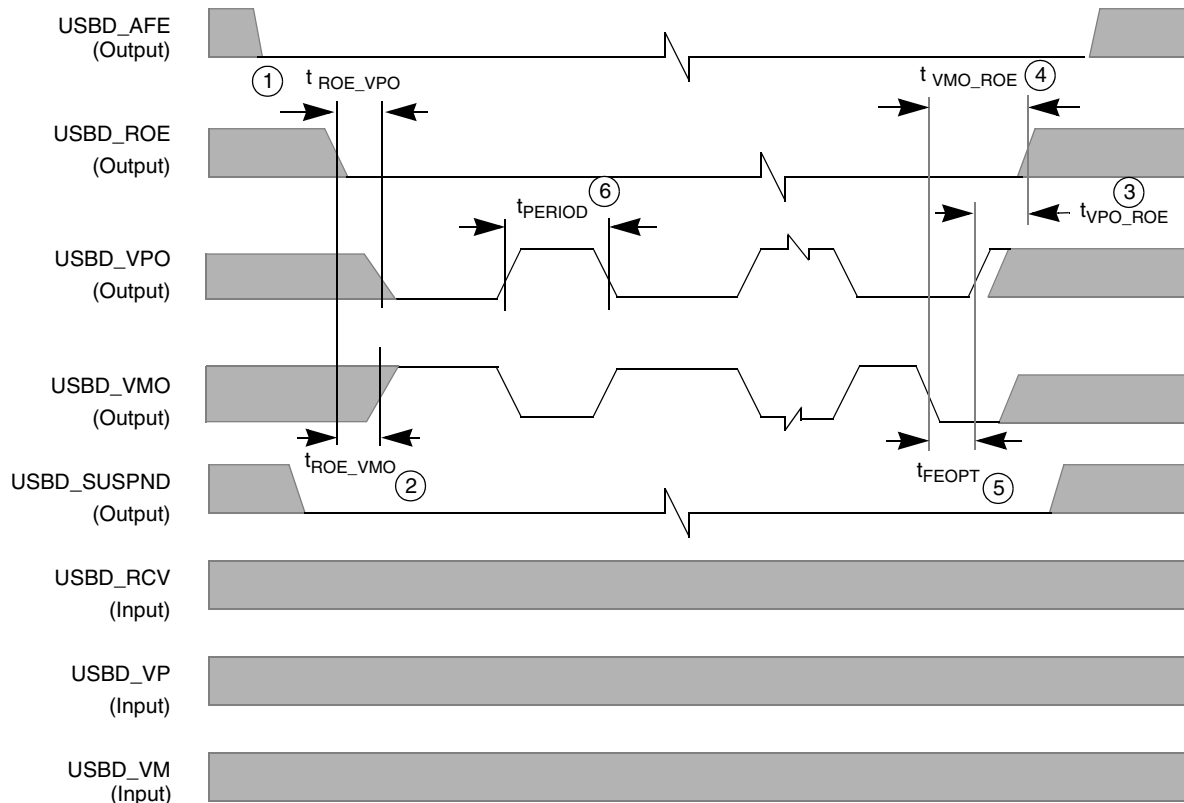 USBD_AFE
(Output)
1
t ROE_VPO
t VMO_ROE
4
USBD_ROE
(Output)
6
tPERIOD
3
tVPO_ROE
USBD_VPO
(Output)
USBD_VMO
(Output)
tROE_VMO
2
tFEOPT
5
USBD_SUSPND
(Output)
USBD_RCV
(Input)
USBD_VP
(Input)
USBD_VM
(Input)